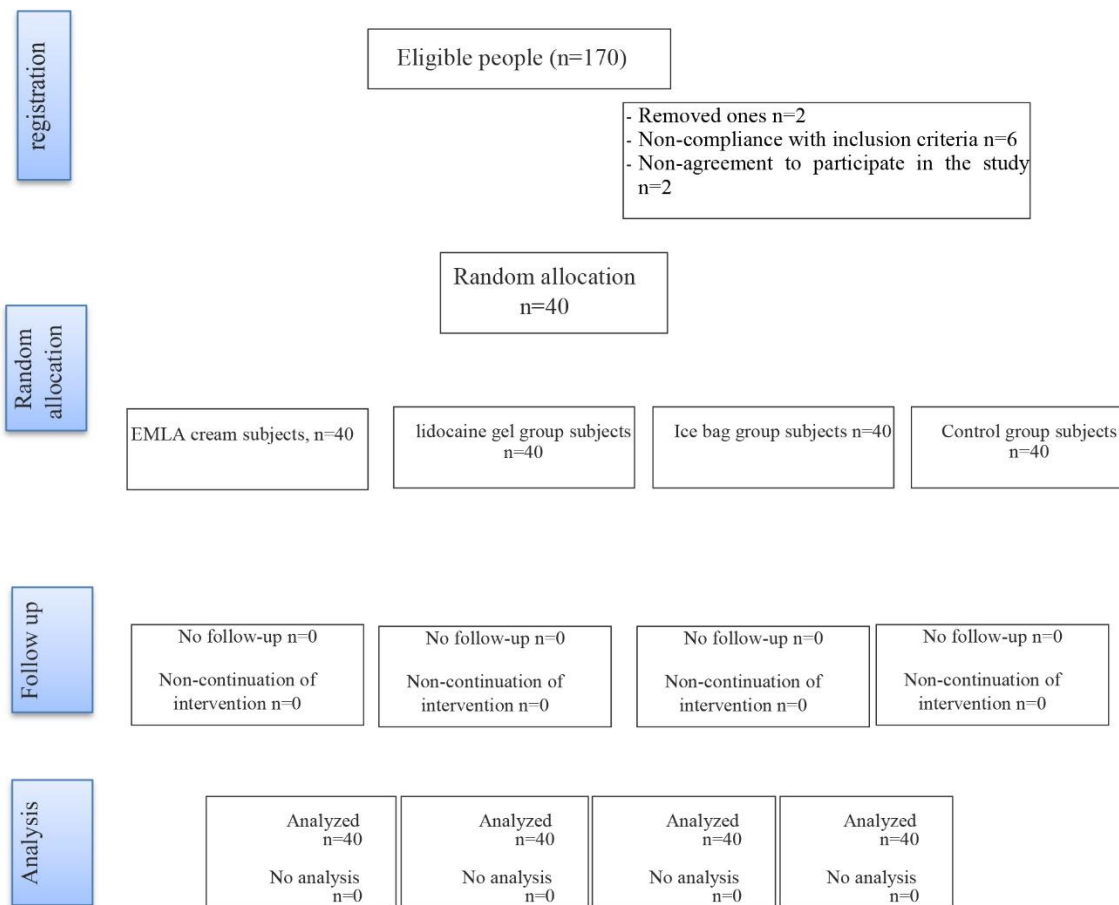 registration
Eligible people (n=170)
- Removed ones n=2
- Non-compliance with inclusion criteria n=6
- Non-agreement to participate in the study
n=2
Random allocation
n=40
Random
allocation
EMLA cream subjects, n=40
lidocaine gel group subjects
n=40
Ice bag group subjects n=40
Control group subjects
n=40
Follow up
No follow-up n=0
Non-continuation of
intervention n=0
No follow-up n=0
Non-continuation of
intervention n=0
No follow-up n=0
Non-continuation of
intervention n=0
No follow-up n=0
Non-continuation of
intervention n=0
Analysis
Analyzed
n=40
No analysis
n=0
Analyzed
n=40
No analysis
n=0
Analyzed
n=40
No analysis
n=0
Analyzed
n=40
No analysis
n=0